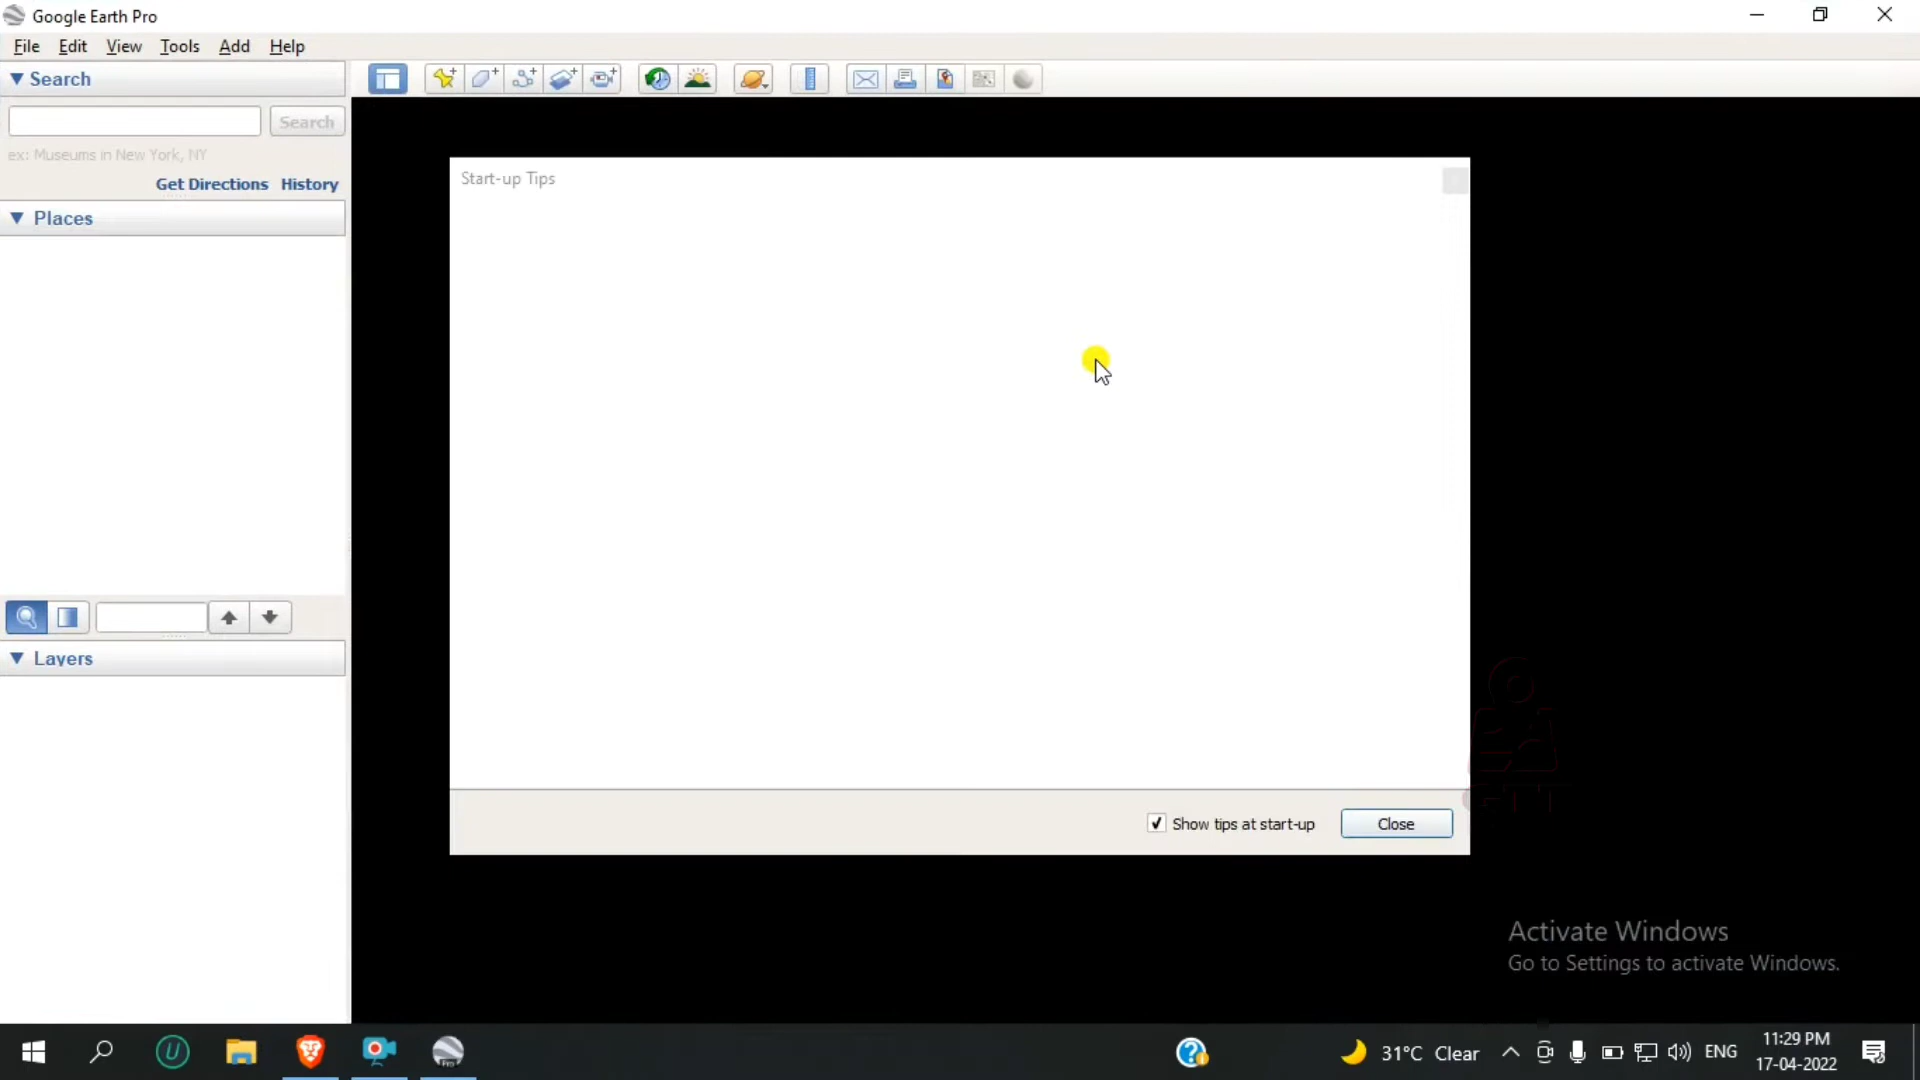 Google Earth Pro
File Edit View Tools Add Help
Search
Search
ex: Museums in New York, NY
Get Directions History
Places
Layers
Start-up Tips
Show tips at start-up
Close
Activate Windows
Go to Settings to activate Windows.
31°C Clear
ENG
11:29 PM
17-04-2022